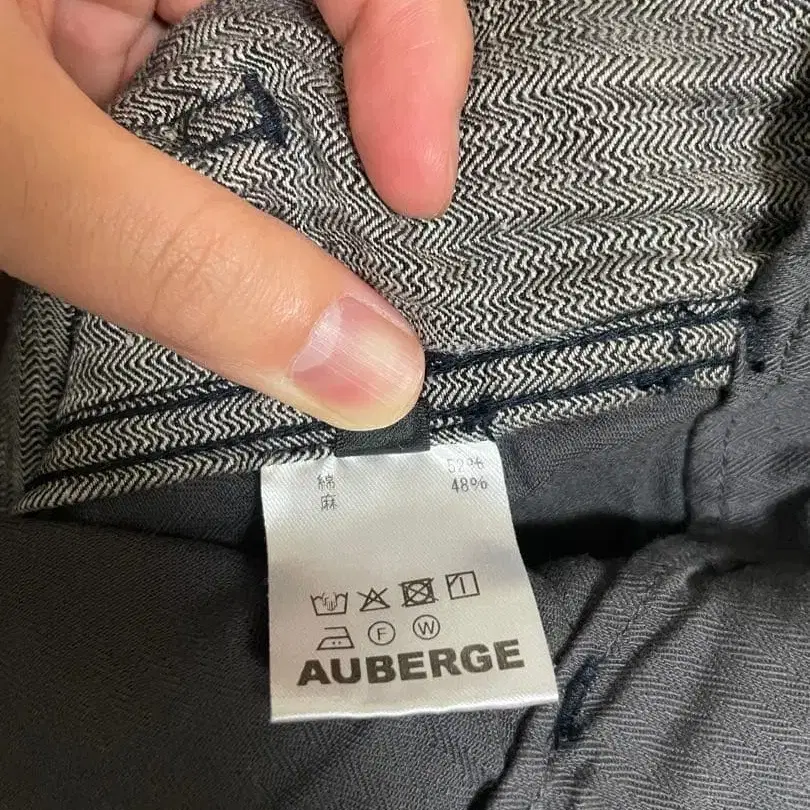 綿 52%
麻 48%
F W
AUBERGE